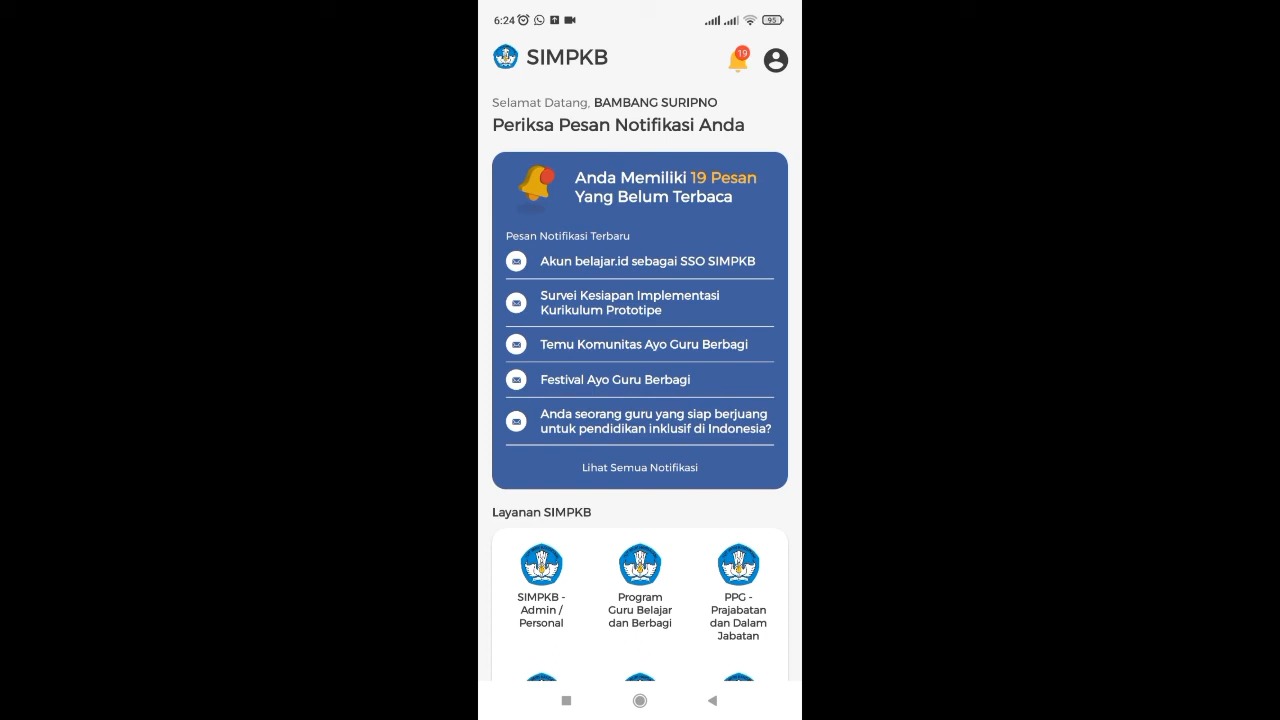 6:24
95
SIMPKB
19
Selamat Datang, BAMBANG SURIPNO
Periksa Pesan Notifikasi Anda
Anda Memiliki 19 Pesan
Yang Belum Terbaca
Pesan Notifikasi Terbaru
Akun belajar.id sebagai SSO SIMPKB
Survei Kesiapan Implementasi
Kurikulum Prototipe
Temu Komunitas Ayo Guru Berbagi
Festival Ayo Guru Berbagi
Anda seorang guru yang siap berjuang
untuk pendidikan inklusif di Indonesia?
Lihat Semua Notifikasi
Layanan SIMPKB
SIMPKB -
Admin /
Personal
Program
Guru Belajar
dan Berbagi
PPG -
Prajabatan
dan Dalam
Jabatan